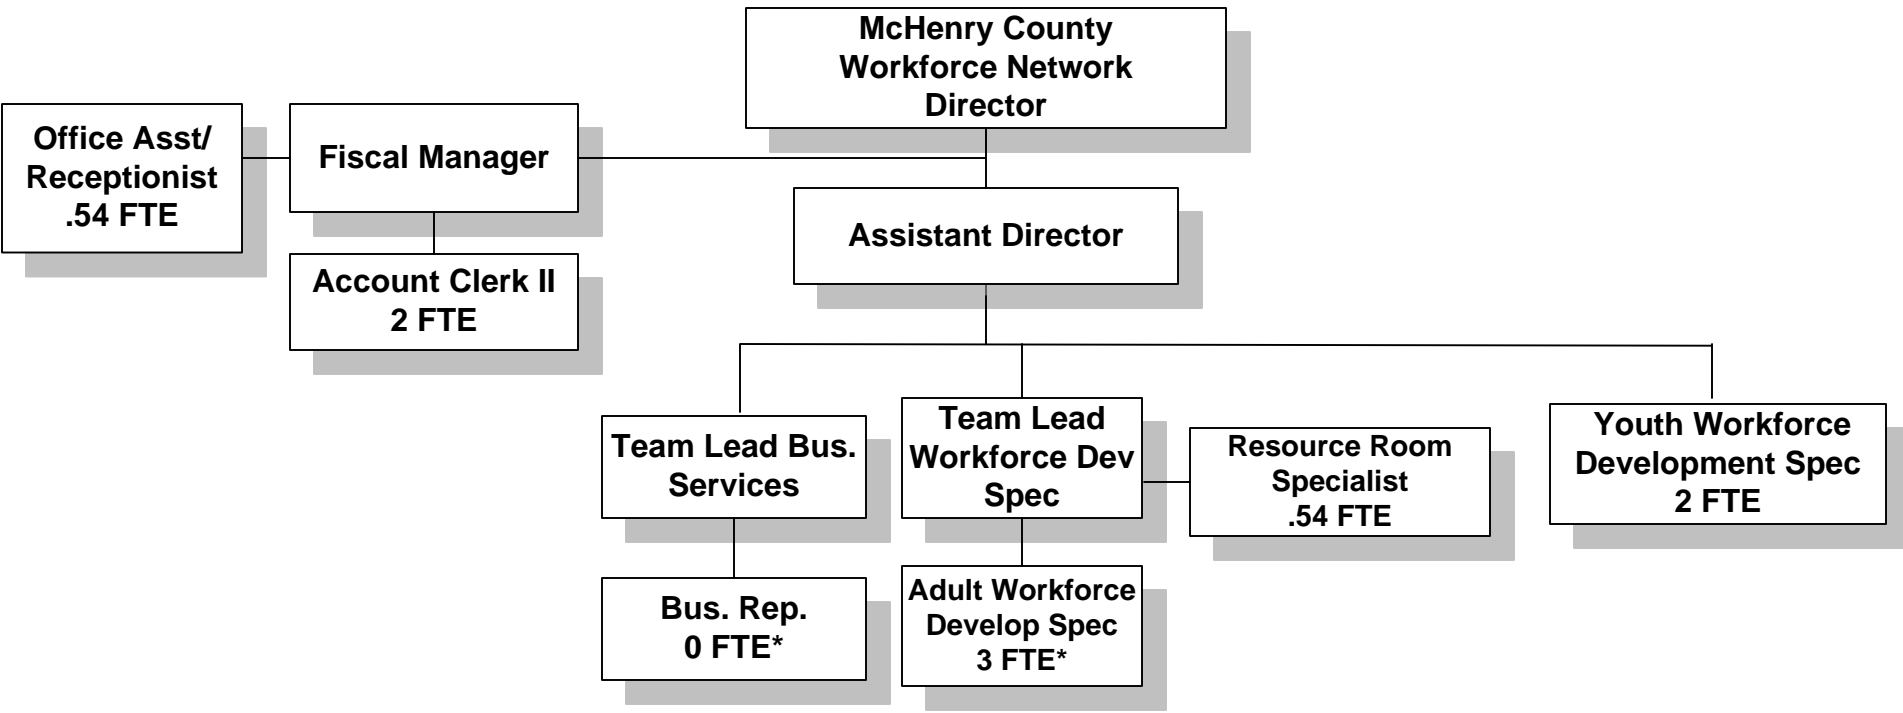 McHenry County
Workforce Network
Director
Office Asst/
Receptionist
.54 FTE
Fiscal Manager
Account Clerk II
2 FTE
Assistant Director
Team Lead Bus.
Services
Team Lead
Workforce Dev
Spec
Resource Room
Specialist
.54 FTE
Youth Workforce
Development Spec
2 FTE
Bus. Rep.
0 FTE*
Adult Workforce
Develop Spec
3 FTE*